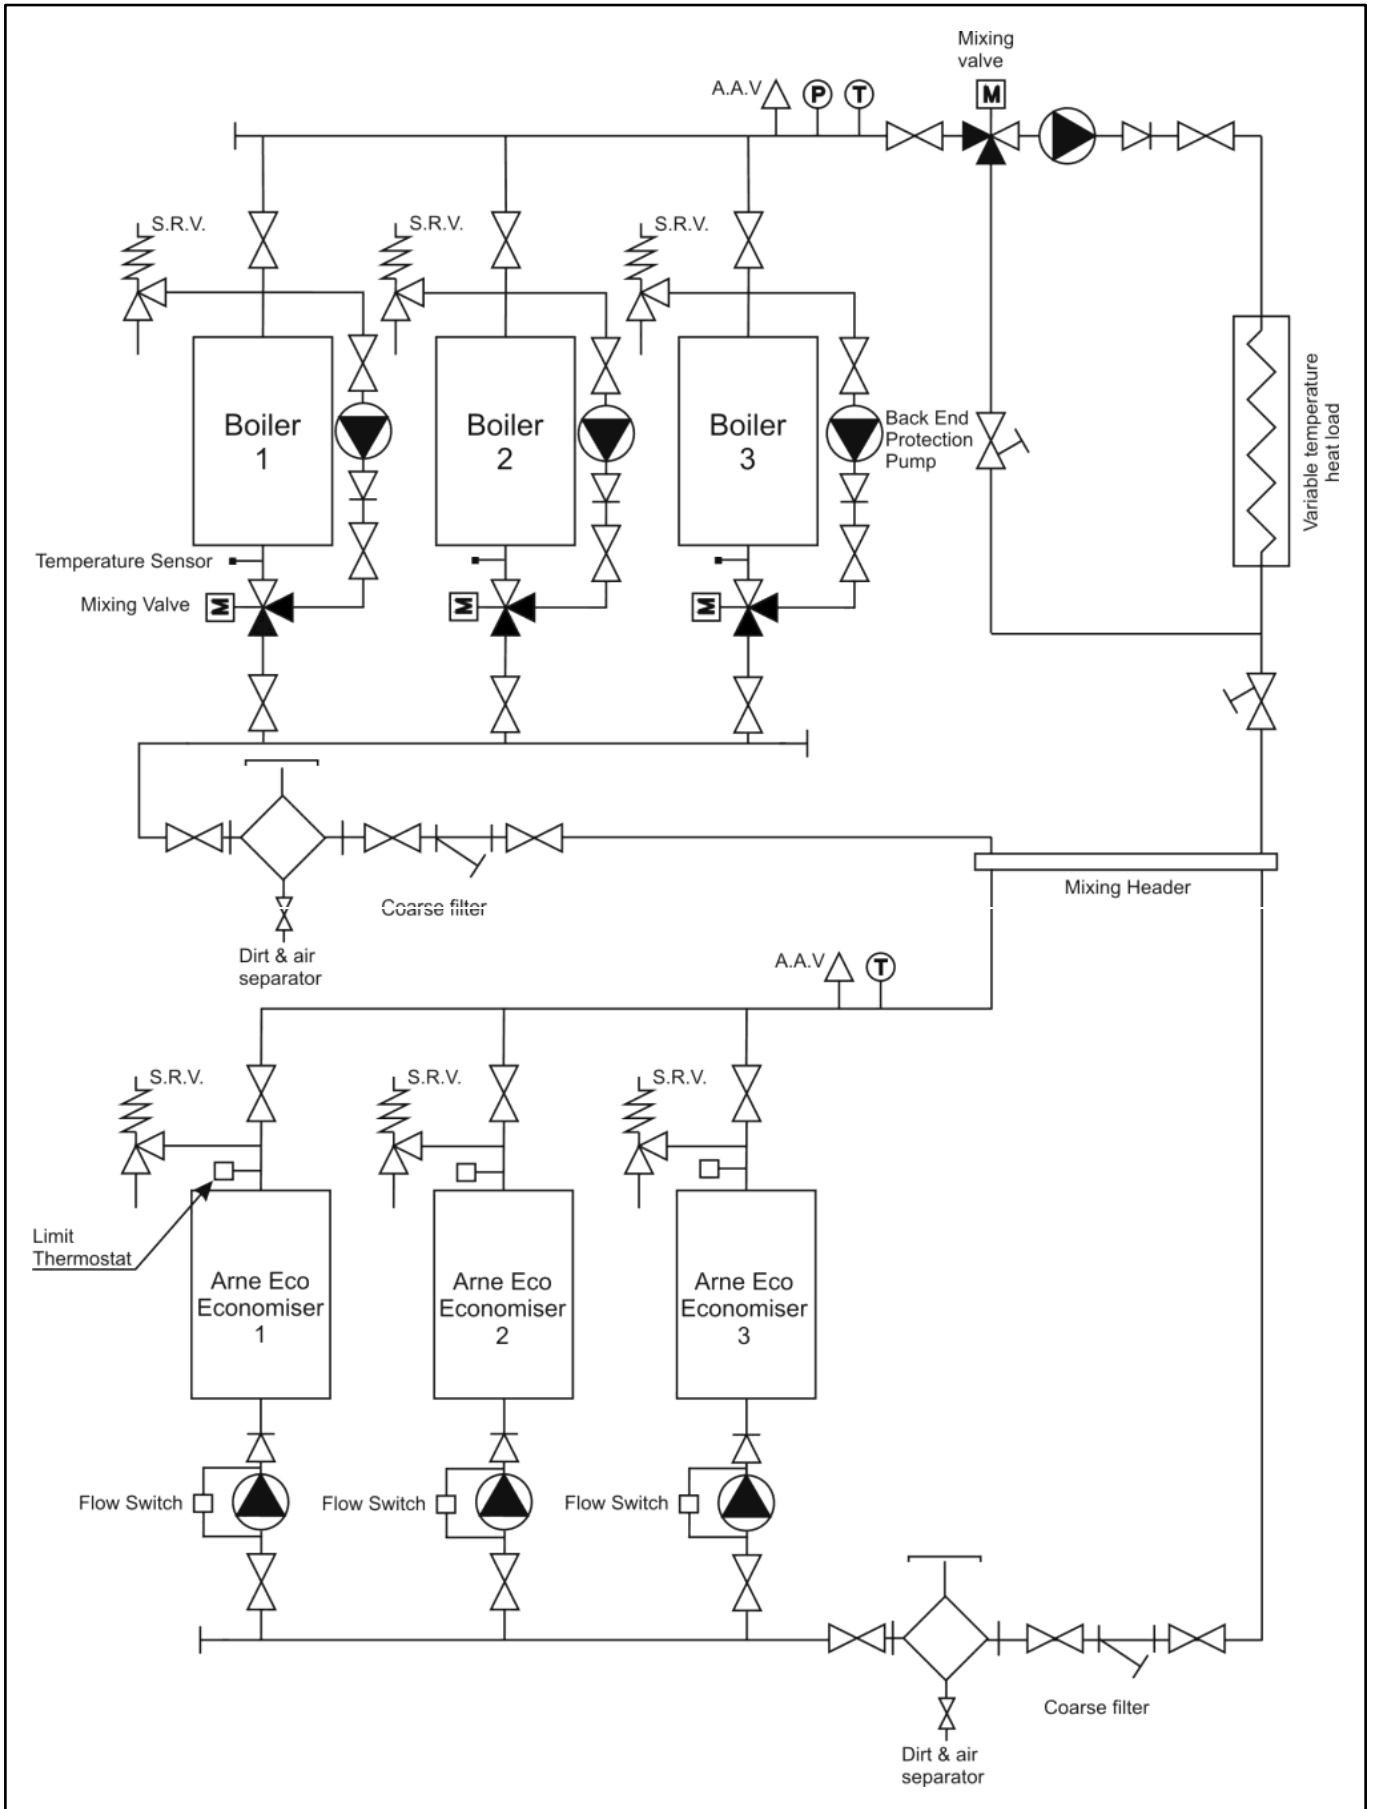 Mixing
valve
A.A.V
P
T
M
S.R.V.
S.R.V.
S.R.V.
Boiler
1
Boiler
2
Boiler
3
Back End
Protection
Pump
Variable temperature
heat load
Temperature Sensor
Mixing Valve
M
M
M
Mixing Header
Coarse filter
Dirt & air
separator
A.A.V
T
S.R.V.
S.R.V.
S.R.V.
Limit
Thermostat
Arne Eco
Economiser
1
Arne Eco
Economiser
2
Arne Eco
Economiser
3
Flow Switch
Flow Switch
Flow Switch
Coarse filter
Dirt & air
separator